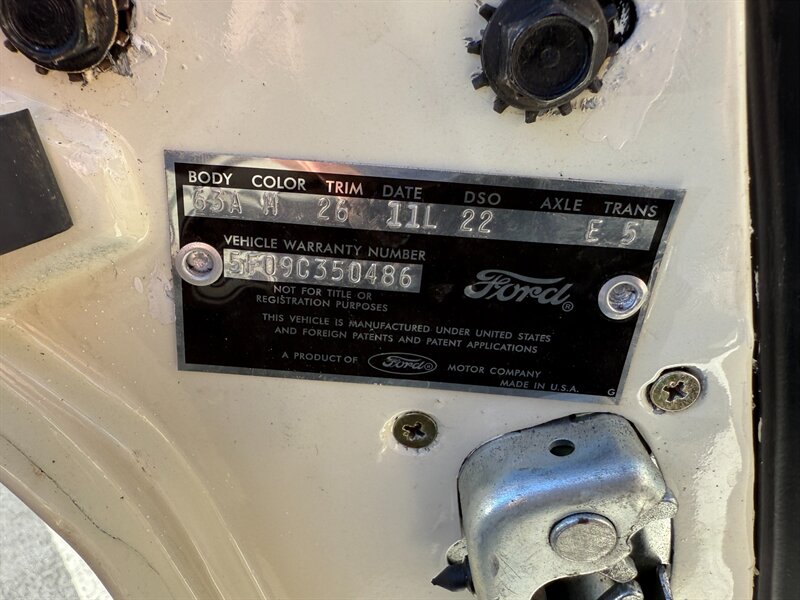 BODY COLOR TRIM DATE DSO AXLE TRANS
63A M 26 11L 22 E 5
VEHICLE WARRANTY NUMBER
5F09C350486
NOT FOR TITLE OR
REGISTRATION PURPOSES
Ford®
THIS VEHICLE IS MANUFACTURED UNDER UNITED STATES
AND FOREIGN PATENTS AND PATENT APPLICATIONS
A PRODUCT OF Ford® MOTOR COMPANY
MADE IN U.S.A. G